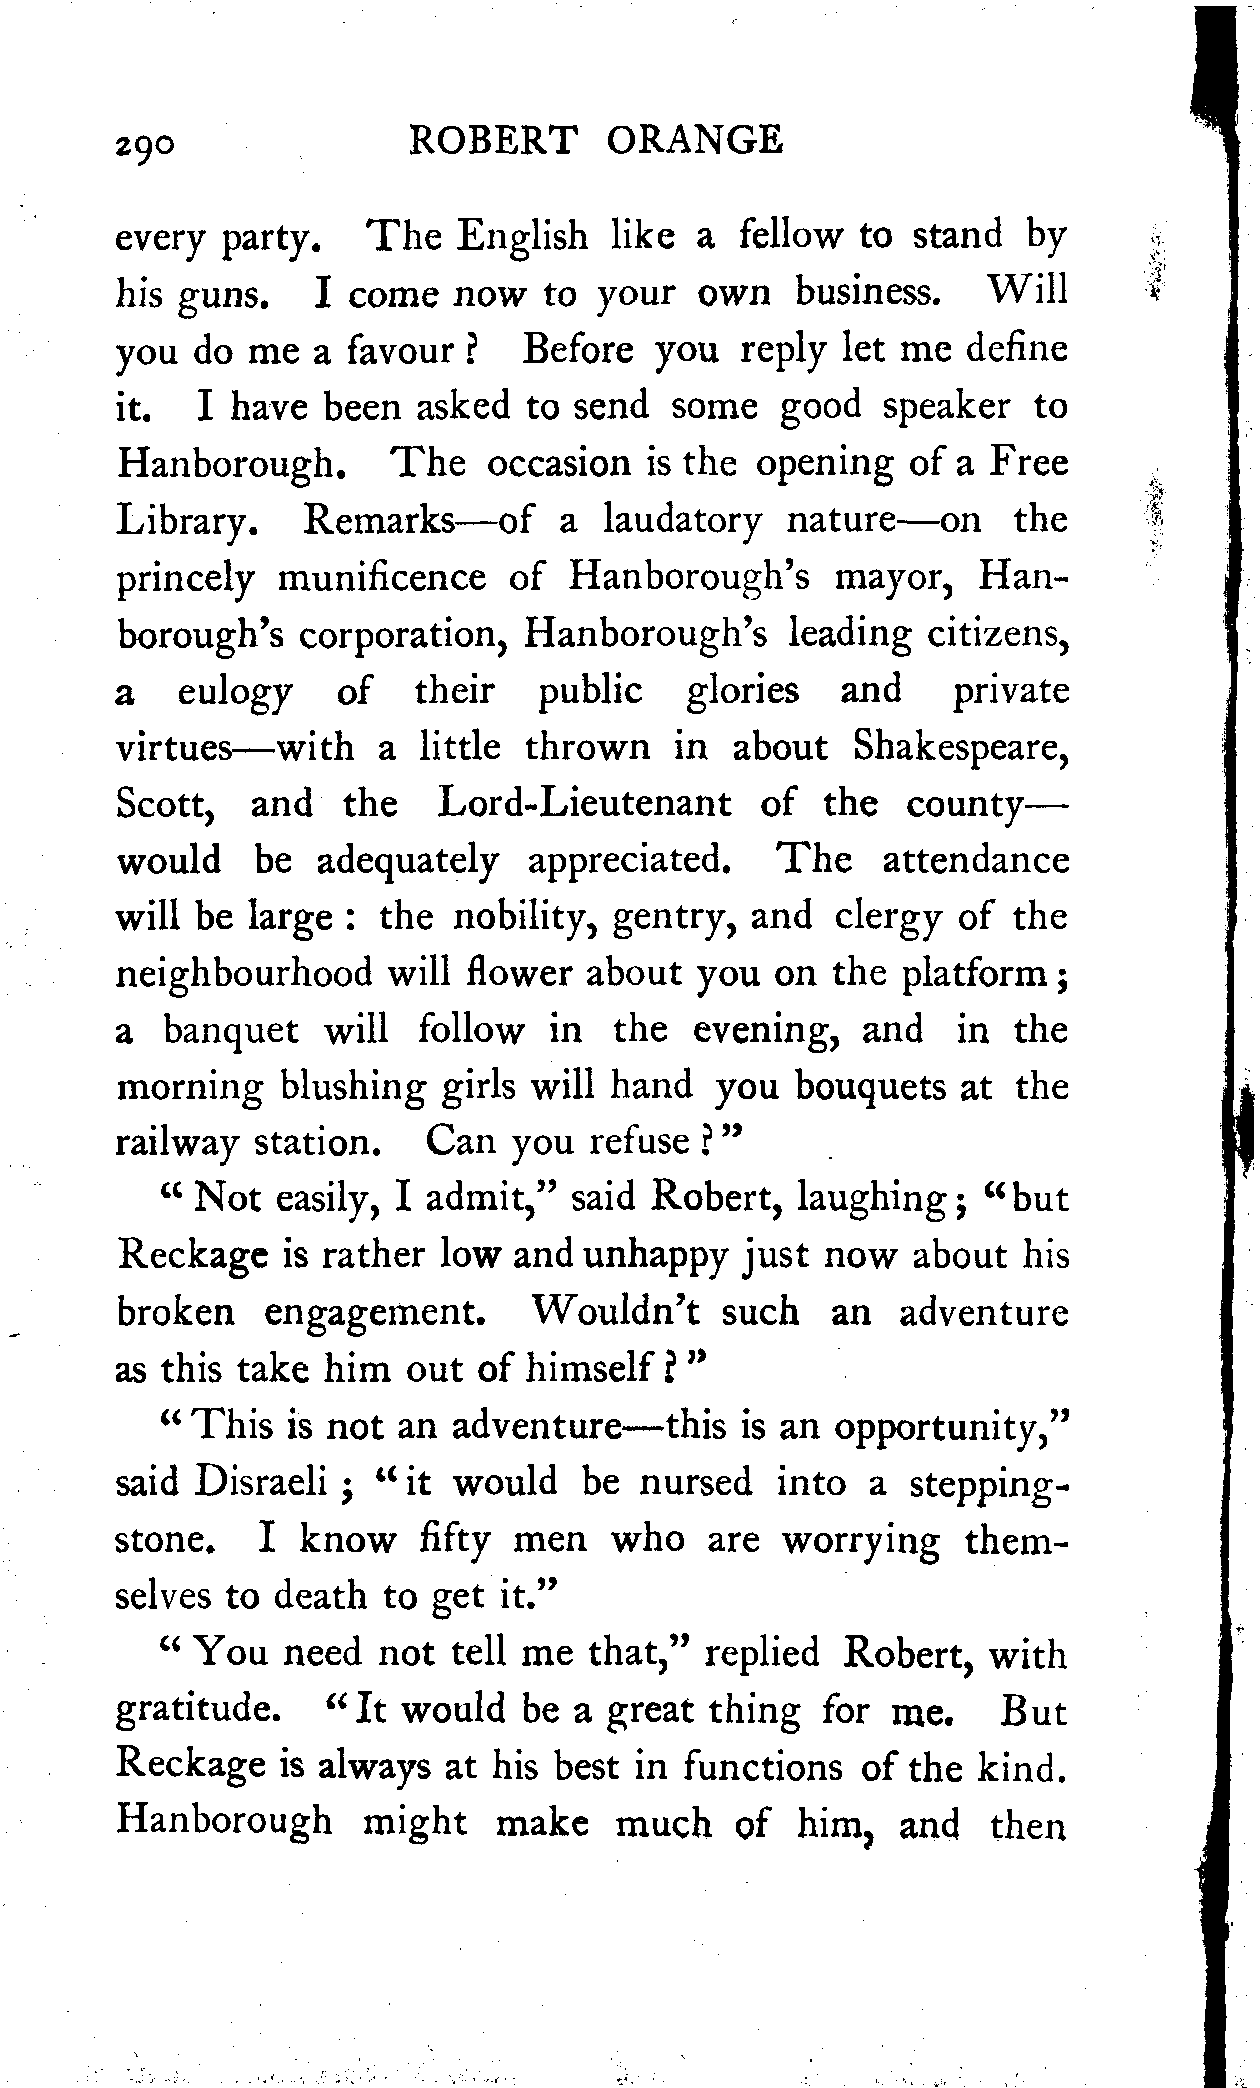 290 ROBERT ORANGE
every party. The English like a fellow to stand by
his guns. I come now to your own business. Will
you do me a favour? Before you reply let me define
it. I have been asked to send some good speaker to
Hanborough. The occasion is the opening of a Free
Library. Remarks—of a laudatory nature—on the
princely munificence of Hanborough's mayor, Han-
borough's corporation, Hanborough's leading citizens,
a eulogy of their public glories and private
virtues—with a little thrown in about Shakespeare,
Scott, and the Lord-Lieutenant of the county—
would be adequately appreciated. The attendance
will be large: the nobility, gentry, and clergy of the
neighbourhood will flower about you on the platform;
a banquet will follow in the evening, and in the
morning blushing girls will hand you bouquets at the
railway station. Can you refuse?"
"Not easily, I admit," said Robert, laughing; "but
Reckage is rather low and unhappy just now about his
broken engagement. Wouldn't such an adventure
as this take him out of himself?"
"This is not an adventure—this is an opportunity,"
said Disraeli; "it would be nursed into a stepping-
stone. I know fifty men who are worrying them-
selves to death to get it."
"You need not tell me that," replied Robert, with
gratitude. "It would be a great thing for me. But
Reckage is always at his best in functions of the kind.
Hanborough might make much of him, and then